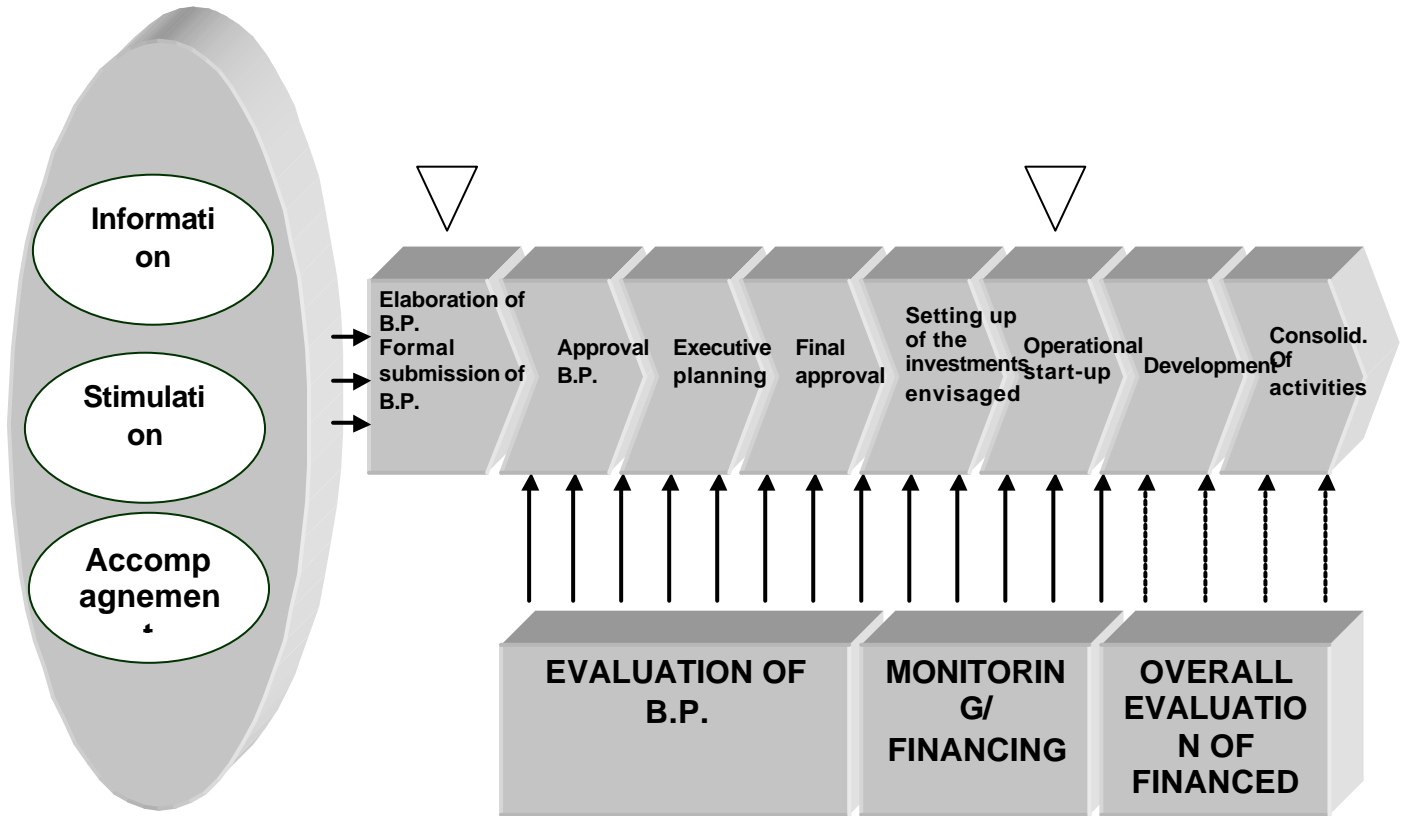 Informati
on
Stimulati
on
Accomp
agnemen
t
Elaboration of
B.P.
Formal
submission of
B.P.
Approval
B.P.
Executive
planning
Final
approval
Setting up
of the
investments
envisaged
Operational
start-up
Development
Consolid.
Of
activities
EVALUATION OF
B.P.
MONITORIN
G/
FINANCING
OVERALL
EVALUATIO
N OF
FINANCED